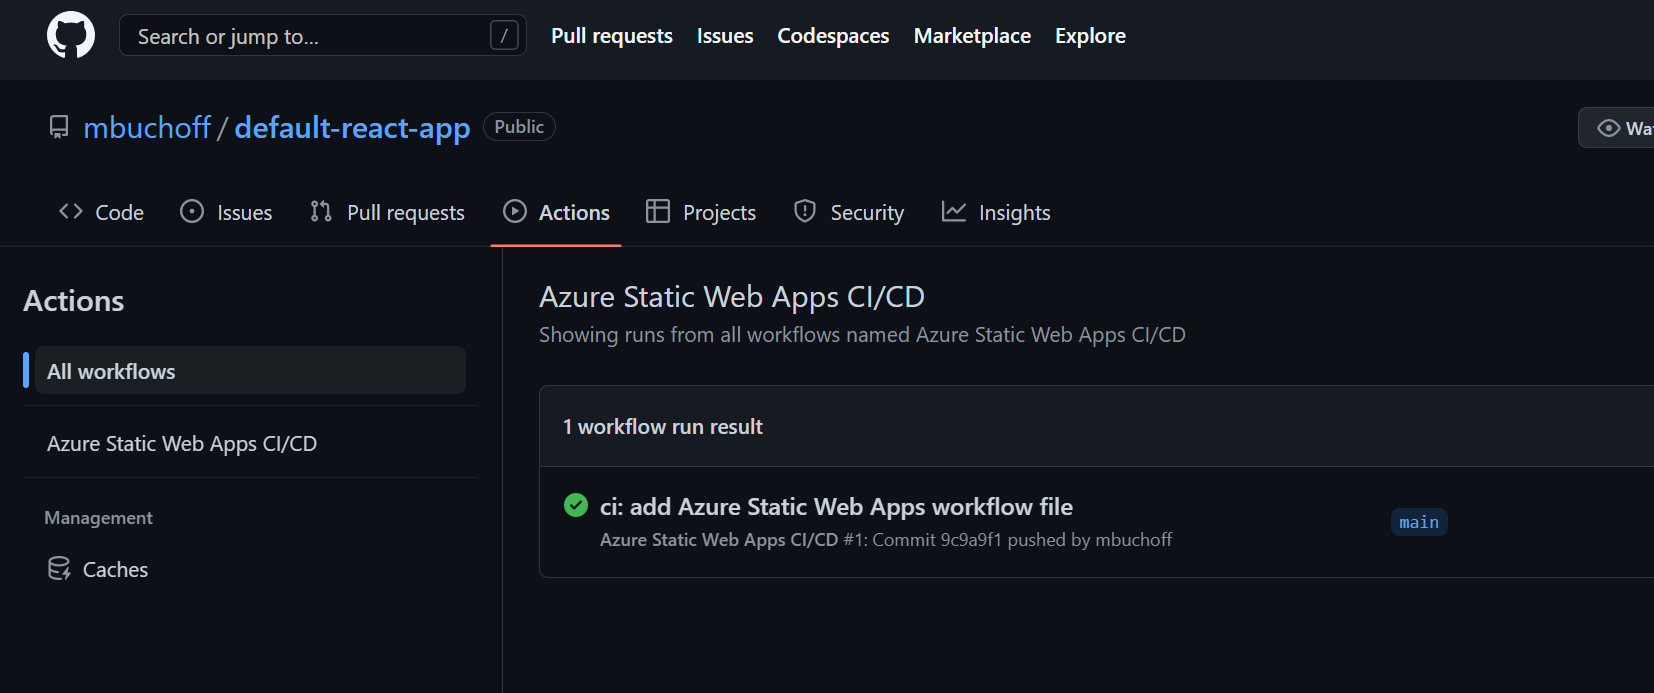 Search or jump to... /
Pull requests Issues Codespaces Marketplace Explore
mbuchoff / default-react-app Public
Code Issues Pull requests Actions Projects Security Insights
Actions
All workflows
Azure Static Web Apps CI/CD
Management
Caches
Azure Static Web Apps CI/CD
Showing runs from all workflows named Azure Static Web Apps CI/CD
1 workflow run result
ci: add Azure Static Web Apps workflow file
Azure Static Web Apps CI/CD #1: Commit 9c9a9f1 pushed by mbuchoff
main